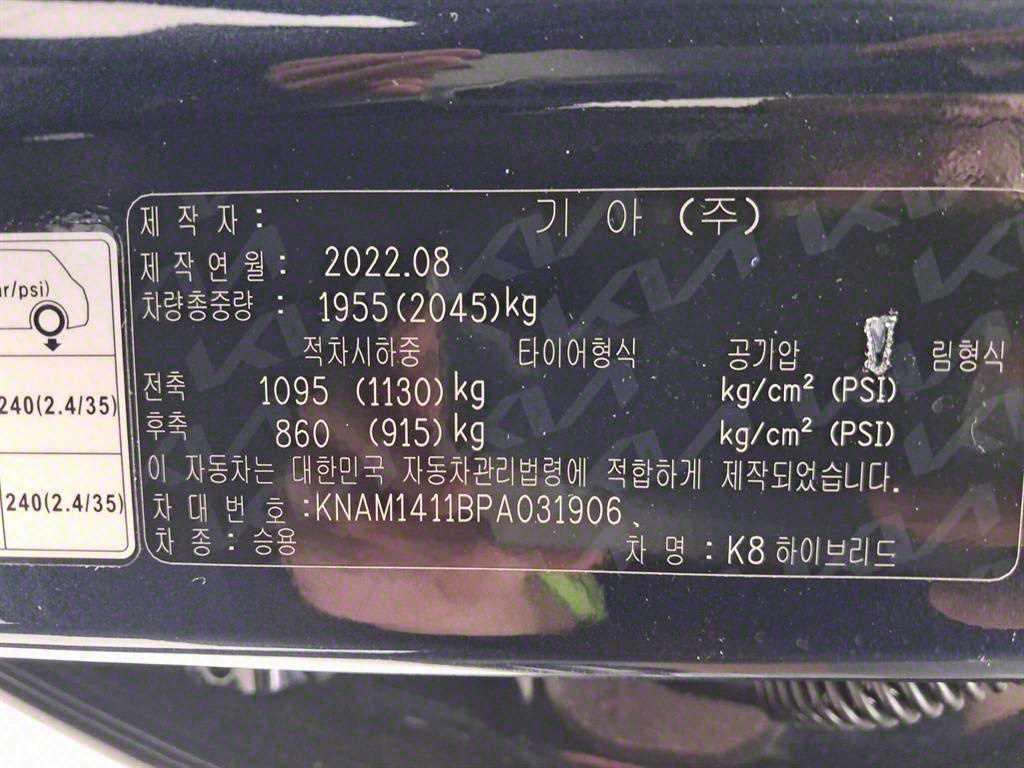 제 작 자 : 기 아 (주)
제 작 연 월 : 2022.08
차량총중량 : 1955(2045)kg
적차시하중 타이어형식 공기압 림형식
전축 1095 (1130)kg kg/cm² (PSI)
후축 860 (915)kg kg/cm² (PSI)
이 자동차는 대한민국 자동차관리법령에 적합하게 제작되었습니다.
차 대 번 호 :KNAM1411BPA031906
차 종 : 승용 차 명 : K8 하이브리드
/psi)
240(2.4/35)
240(2.4/35)